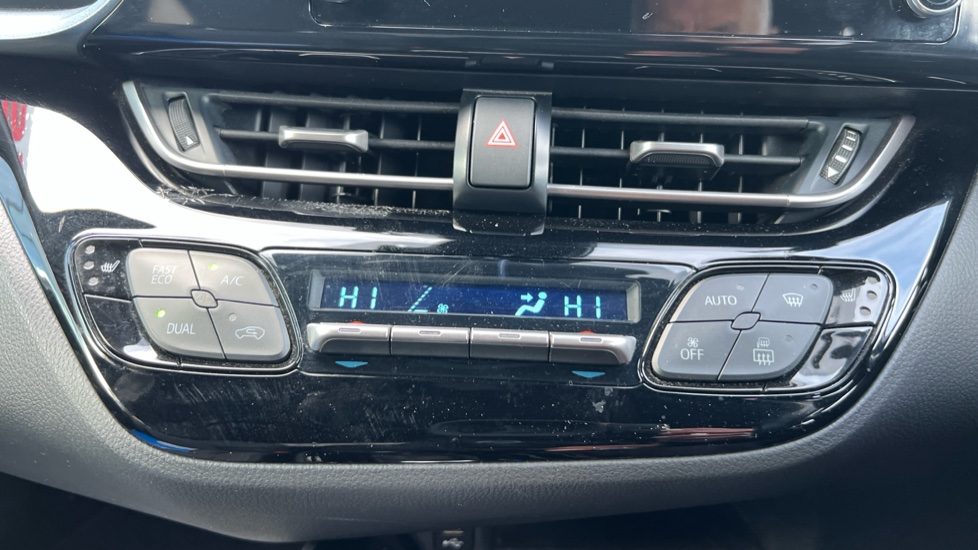 HI HI
FAST
ECO
A/C
DUAL
AUTO
OFF